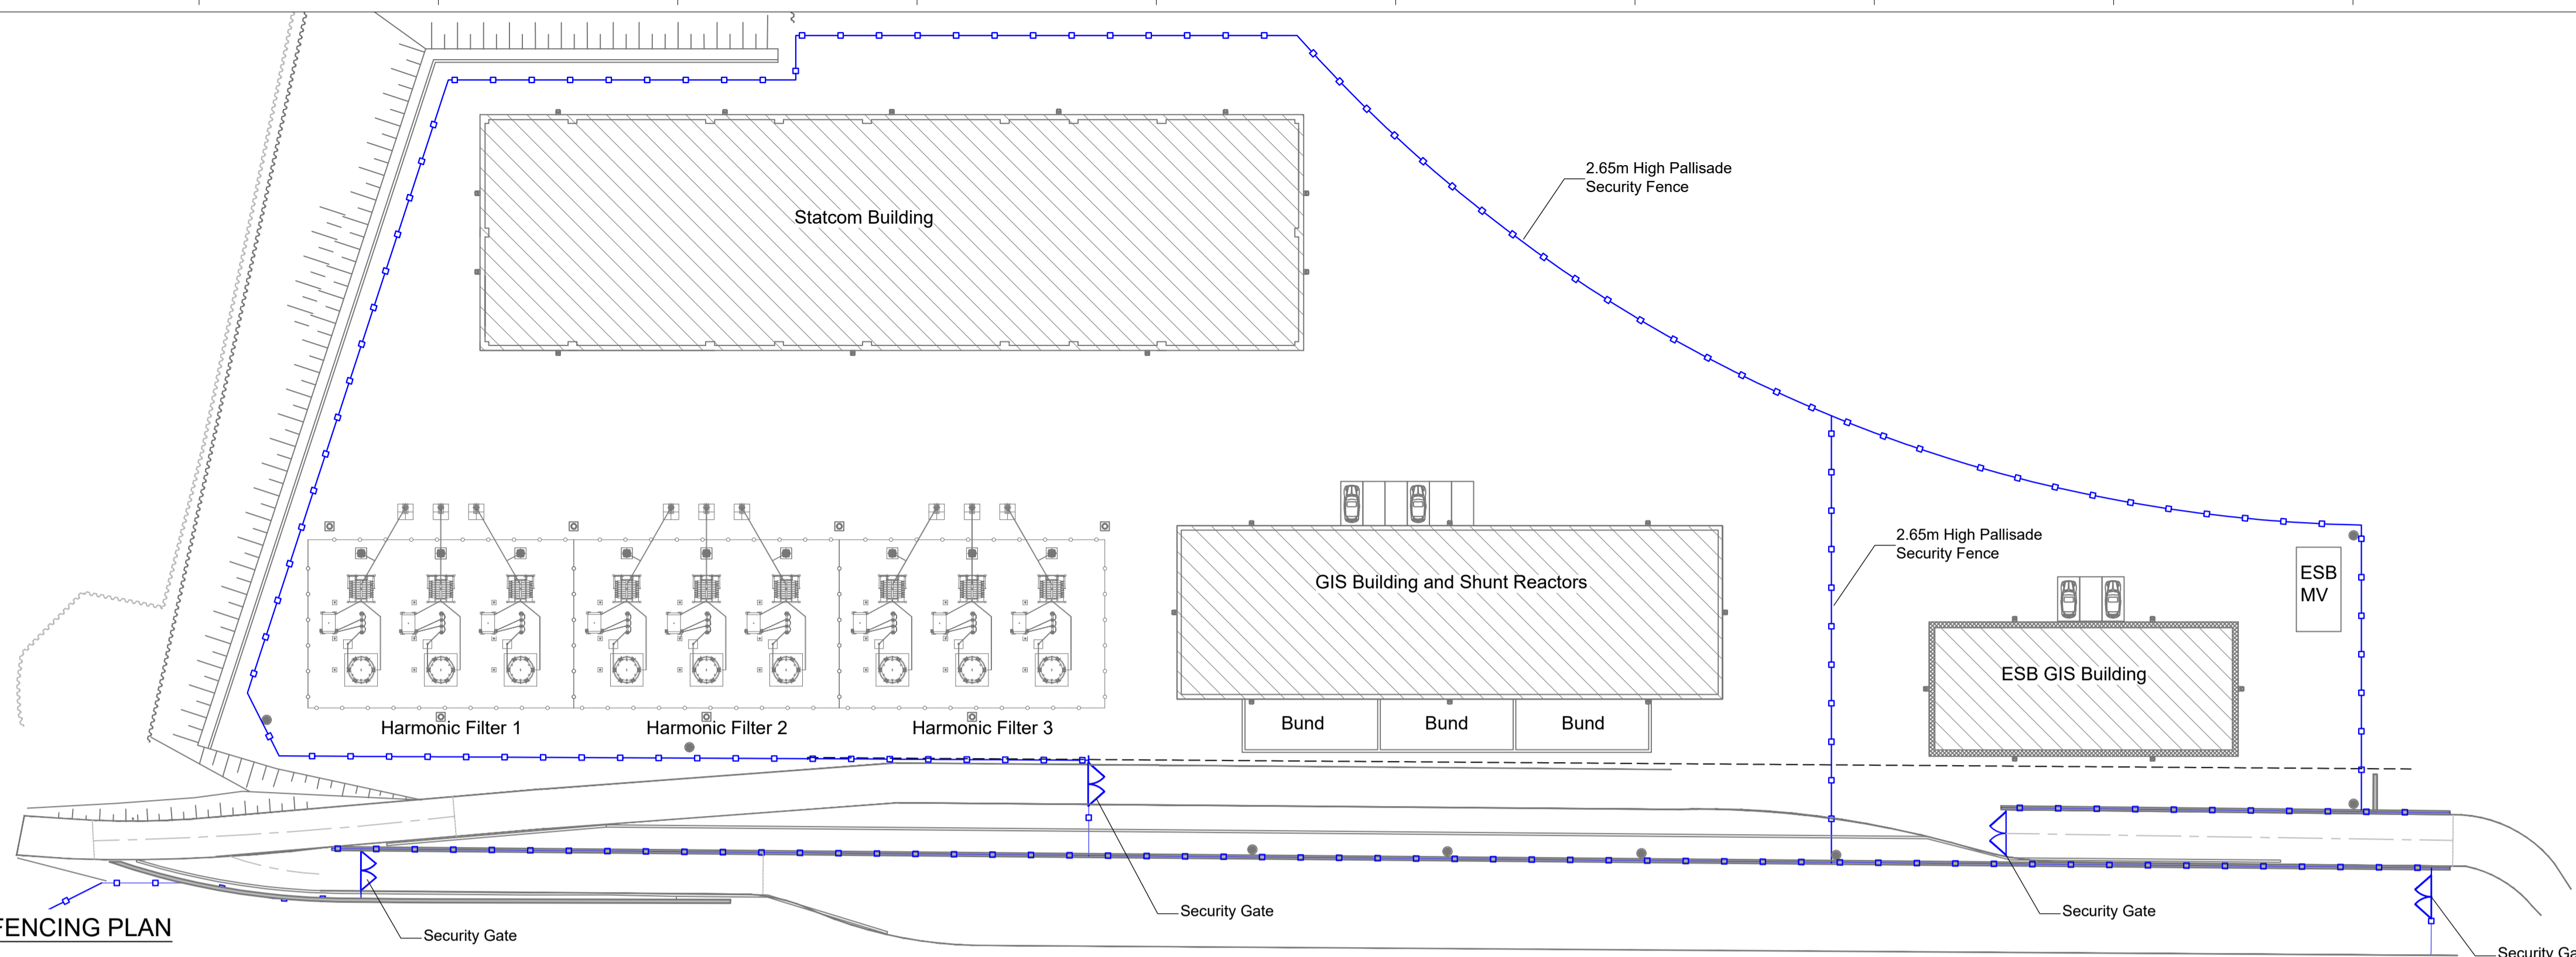 2.65m High Pallisade
Security Fence
Statcom Building
2.65m High Pallisade
Security Fence
GIS Building and Shunt Reactors
ESB
MV
ESB GIS Building
Harmonic Filter 1
Harmonic Filter 2
Harmonic Filter 3
Bund
Bund
Bund
Security Gate
Security Gate
Security Gate
Security Ga
FENCING PLAN